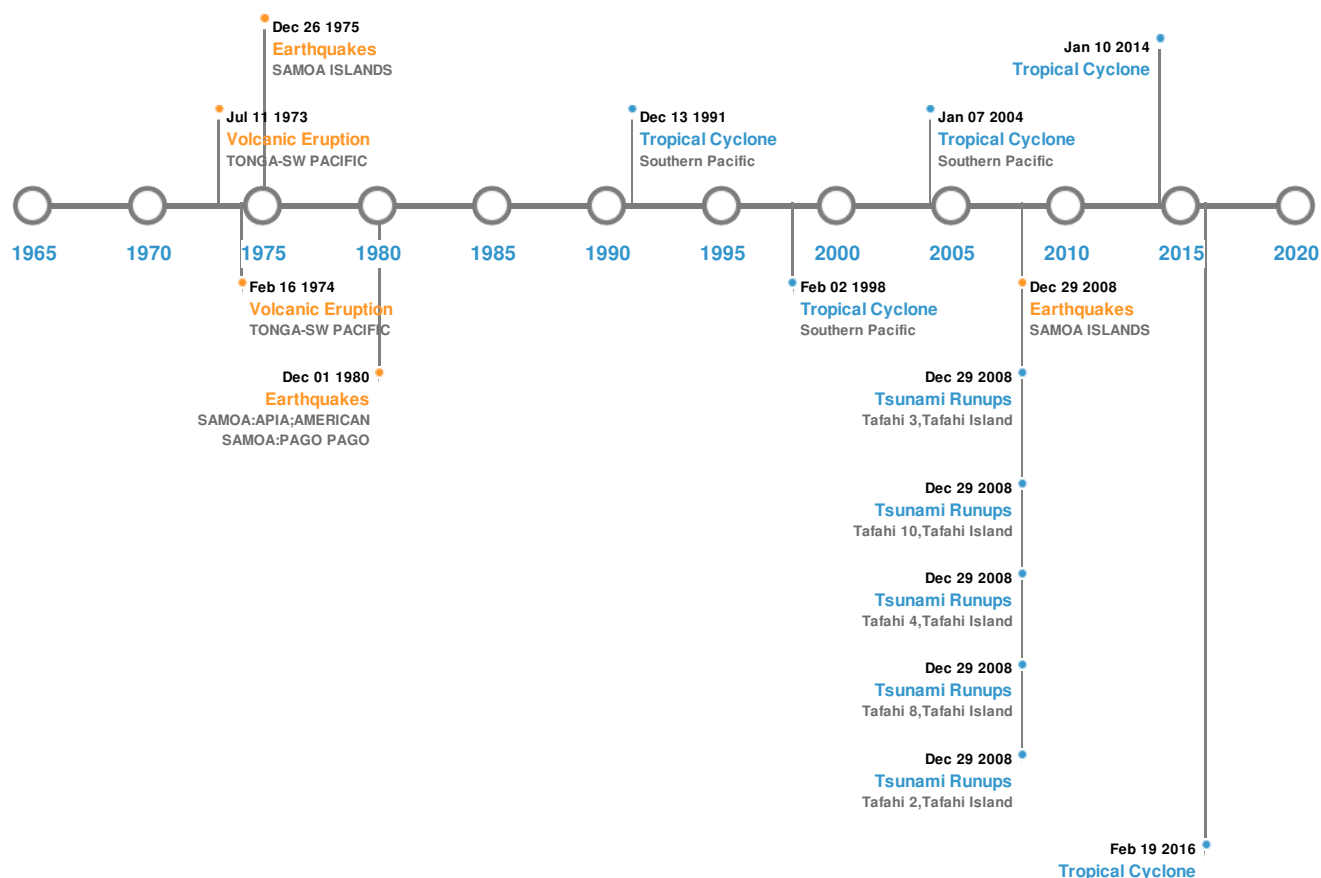 Dec 26 1975
Earthquakes
SAMOA ISLANDS
Jan 10 2014
Tropical Cyclone
Jul 11 1973
Volcanic Eruption
TONGA-SW PACIFIC
Dec 13 1991
Tropical Cyclone
Southern Pacific
Jan 07 2004
Tropical Cyclone
Southern Pacific
1965 1970 1975 1980 1985 1990 1995 2000 2005 2010 2015 2020
Feb 16 1974
Volcanic Eruption
TONGA-SW PACIFIC
Feb 02 1998
Tropical Cyclone
Southern Pacific
Dec 29 2008
Earthquakes
SAMOA ISLANDS
Dec 01 1980
Earthquakes
SAMOA:APIA;AMERICAN
SAMOA:PAGO PAGO
Dec 29 2008
Tsunami Runups
Tafahi 3,Tafahi Island
Dec 29 2008
Tsunami Runups
Tafahi 10,Tafahi Island
Dec 29 2008
Tsunami Runups
Tafahi 4,Tafahi Island
Dec 29 2008
Tsunami Runups
Tafahi 8,Tafahi Island
Dec 29 2008
Tsunami Runups
Tafahi 2,Tafahi Island
Feb 19 2016
Tropical Cyclone